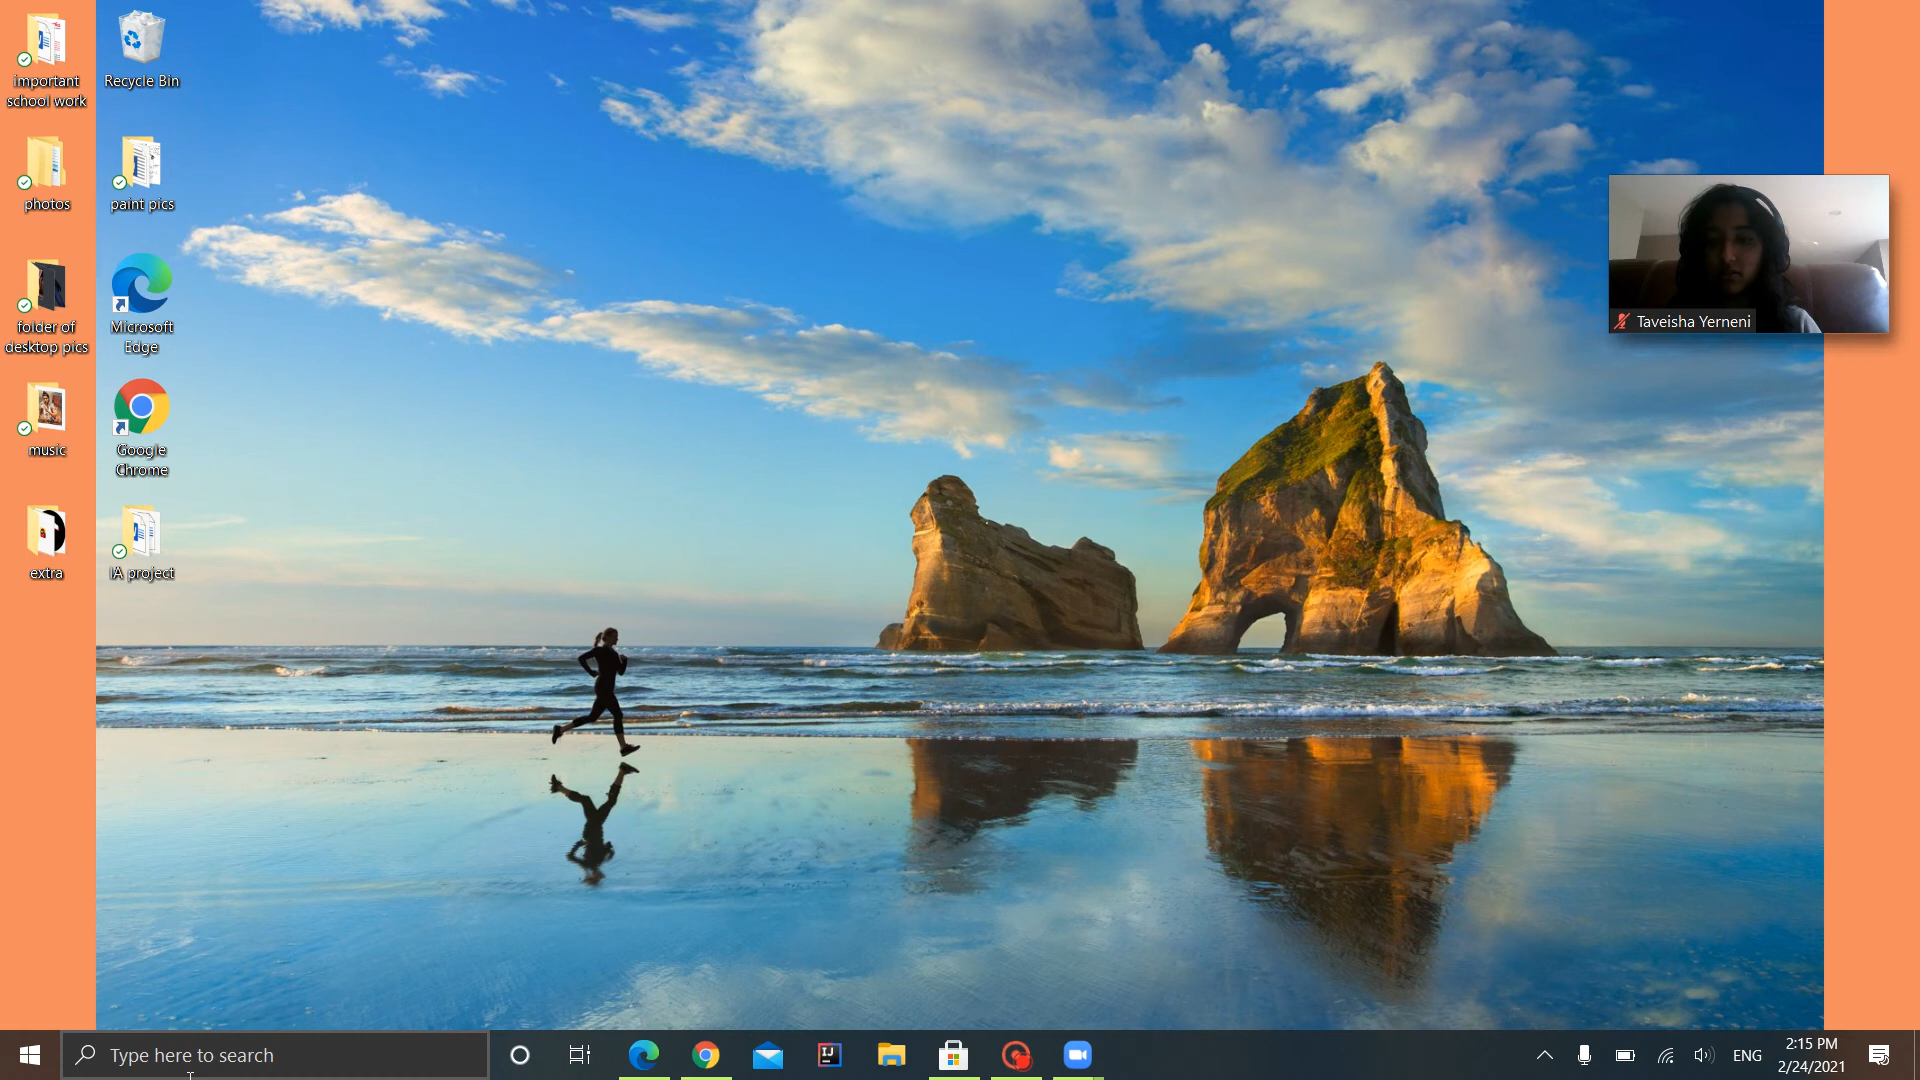 important
school work
Recycle Bin
photos
paint pics
folder of
desktop pics
Microsoft
Edge
music
Google
Chrome
extra
IA project
Taveisha Yerneni
Type here to search
IJ
ENG
2:15 PM
2/24/2021